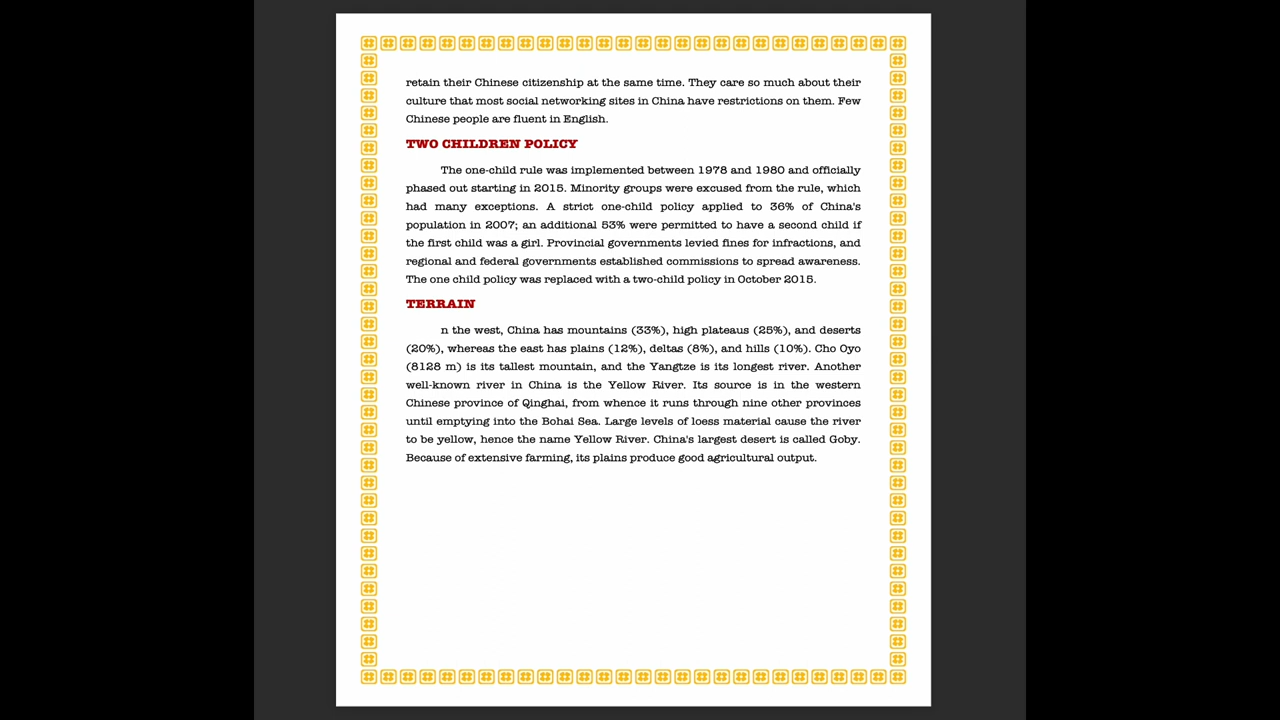 retain their Chinese citizenship at the same time. They care so much about their
culture that most social networking sites in China have restrictions on them. Few
Chinese people are fluent in English.
TWO CHILDREN POLICY
The one-child rule was implemented between 1978 and 1980 and officially
phased out starting in 2015. Minority groups were excused from the rule, which
had many exceptions. A strict one-child policy applied to 36% of China's
population in 2007; an additional 53% were permitted to have a second child if
the first child was a girl. Provincial governments levied fines for infractions, and
regional and federal governments established commissions to spread awareness.
The one child policy was replaced with a two-child policy in October 2015.
TERRAIN
n the west, China has mountains (33%), high plateaus (25%), and deserts
(20%), whereas the east has plains (12%), deltas (8%), and hills (10%). Cho Oyo
(8128 m) is its tallest mountain, and the Yangtze is its longest river. Another
well-known river in China is the Yellow River. Its source is in the western
Chinese province of Qinghai, from whence it runs through nine other provinces
until emptying into the Bohai Sea. Large levels of loess material cause the river
to be yellow, hence the name Yellow River. China's largest desert is called Goby.
Because of extensive farming, its plains produce good agricultural output.